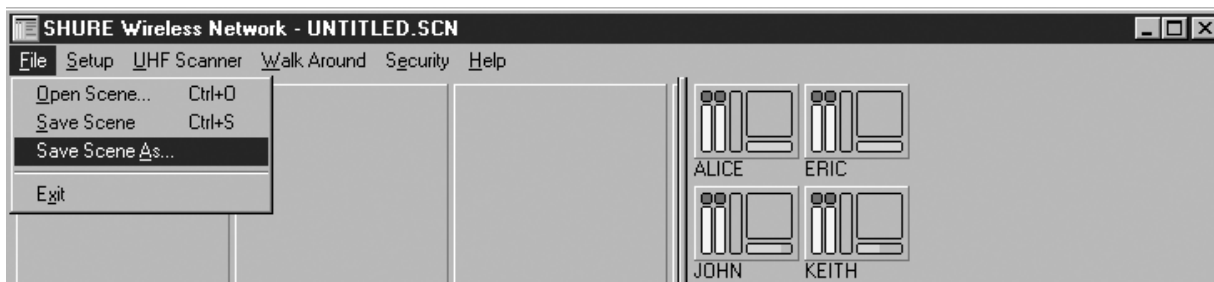 SHURE Wireless Network - UNTITLED.SCN
File Setup UHF Scanner Walk Around Security Help
Open Scene... Ctrl+O
Save Scene Ctrl+S
Save Scene As...
Exit
ALICE ERIC
JOHN KEITH